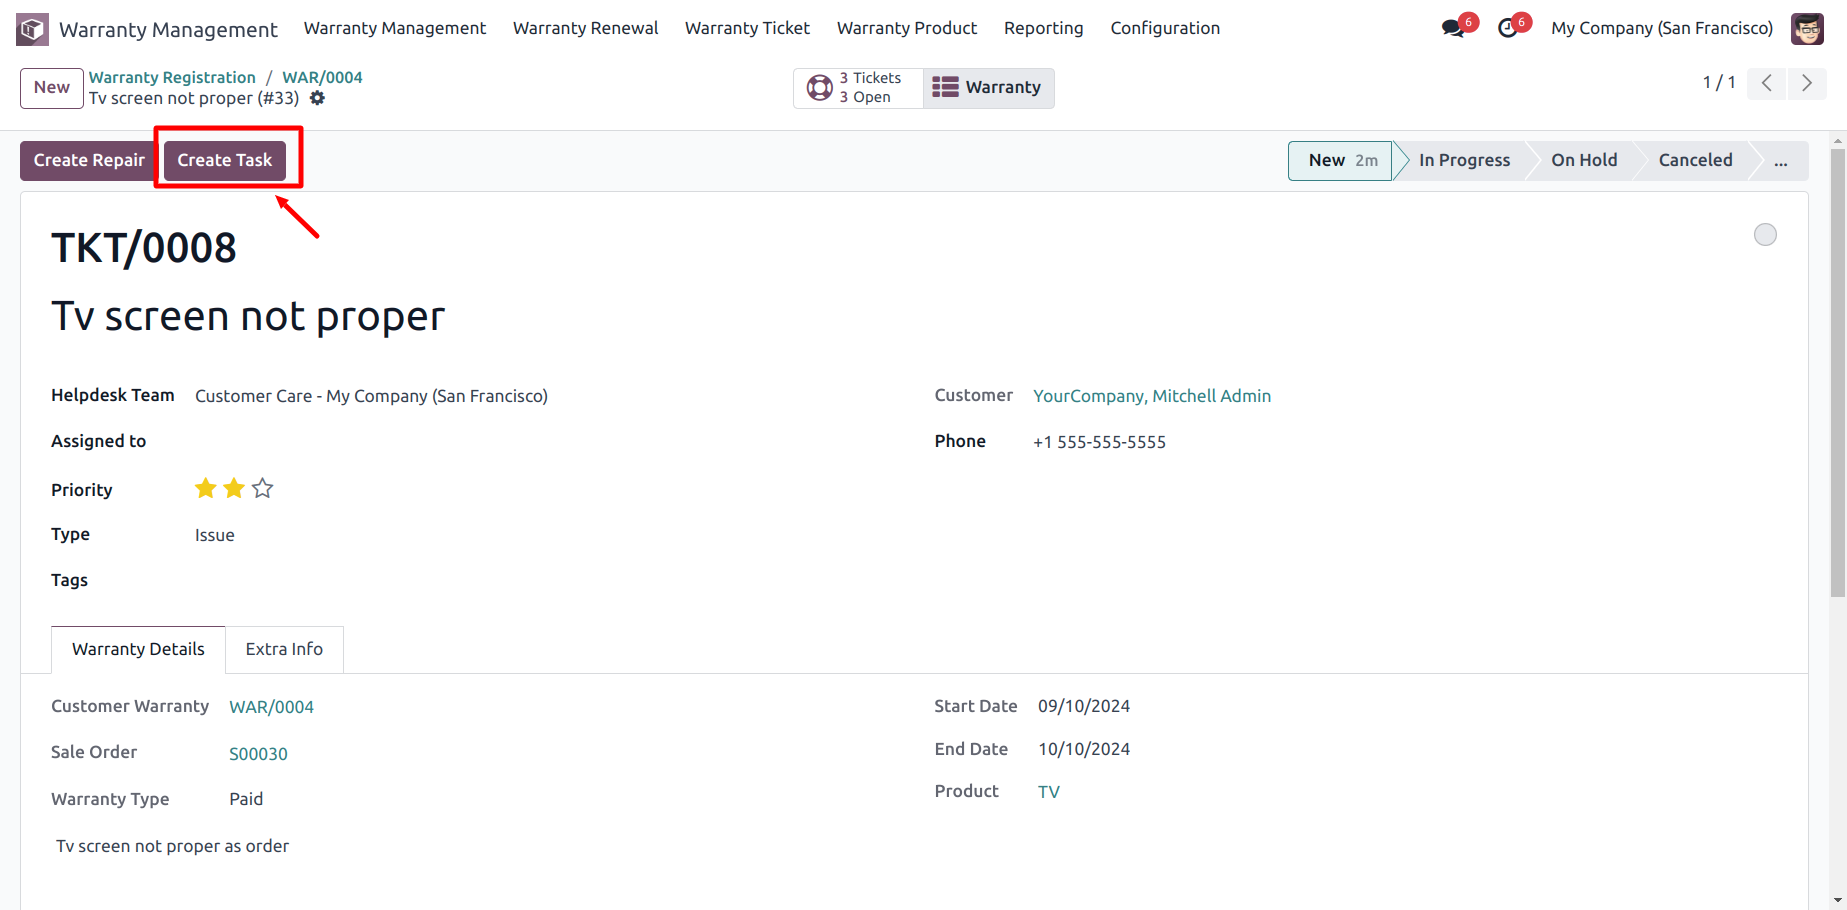 Warranty Management Warranty Management Warranty Renewal Warranty Ticket Warranty Product Reporting Configuration 6 6 My Company (San Francisco)
New Warranty Registration / WAR/0004 3 Tickets Warranty 1 / 1
Tv screen not proper (#33) 3 Open
Create Repair Create Task New 2m In Progress On Hold Canceled ...
TKT/0008
Tv screen not proper
Helpdesk Team Customer Care - My Company (San Francisco) Customer YourCompany, Mitchell Admin
Assigned to Phone +1 555-555-5555
Priority
Type Issue
Tags
Warranty Details Extra Info
Customer Warranty WAR/0004 Start Date 09/10/2024
Sale Order S00030 End Date 10/10/2024
Warranty Type Paid Product TV
Tv screen not proper as order